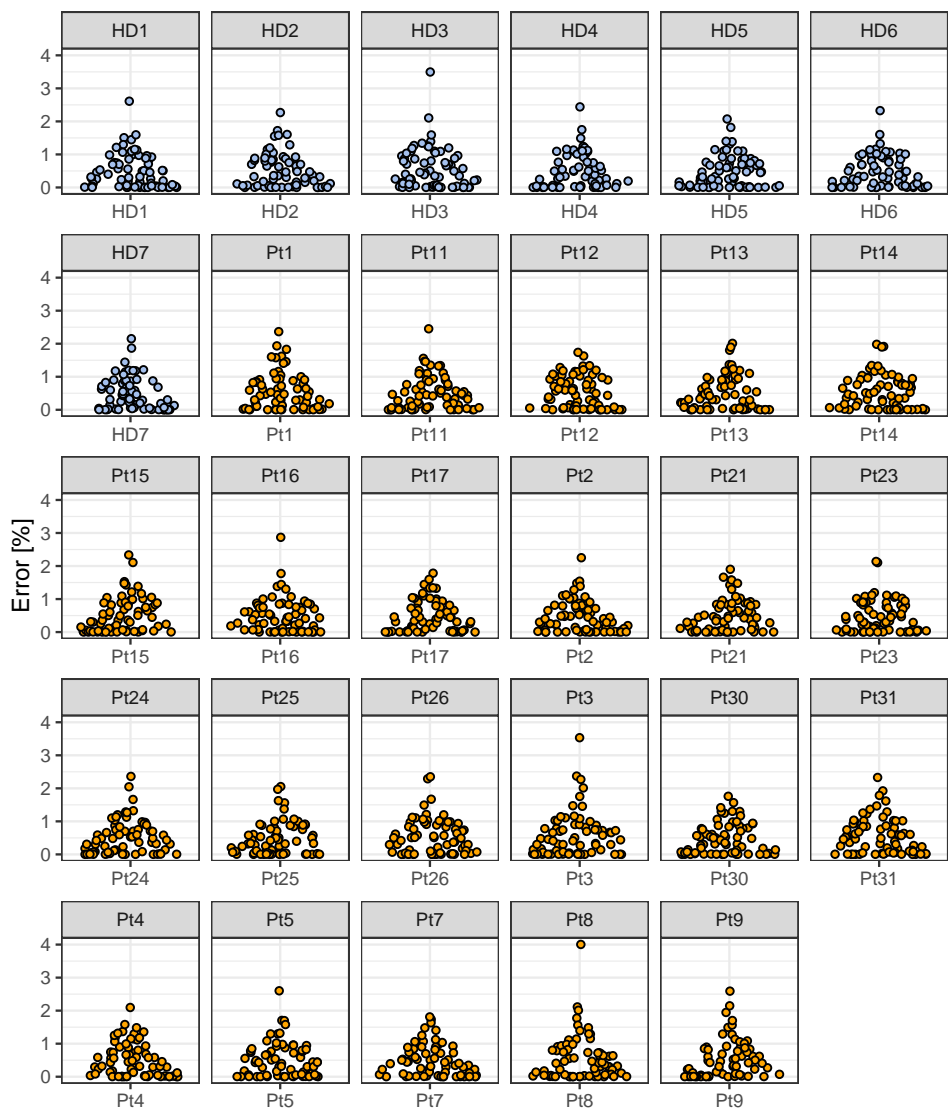 HD1 HD2 HD3 HD4 HD5 HD6
4
3
2
1
0
HD1 HD2 HD3 HD4 HD5 HD6
HD7 Pt1 Pt11 Pt12 Pt13 Pt14
4
3
2
1
0
HD7 Pt1 Pt11 Pt12 Pt13 Pt14
Pt15 Pt16 Pt17 Pt2 Pt21 Pt23
4
3
2
1
0
Error [%]
Pt15 Pt16 Pt17 Pt2 Pt21 Pt23
Pt24 Pt25 Pt26 Pt3 Pt30 Pt31
4
3
2
1
0
Pt24 Pt25 Pt26 Pt3 Pt30 Pt31
Pt4 Pt5 Pt7 Pt8 Pt9
4
3
2
1
0
Pt4 Pt5 Pt7 Pt8 Pt9